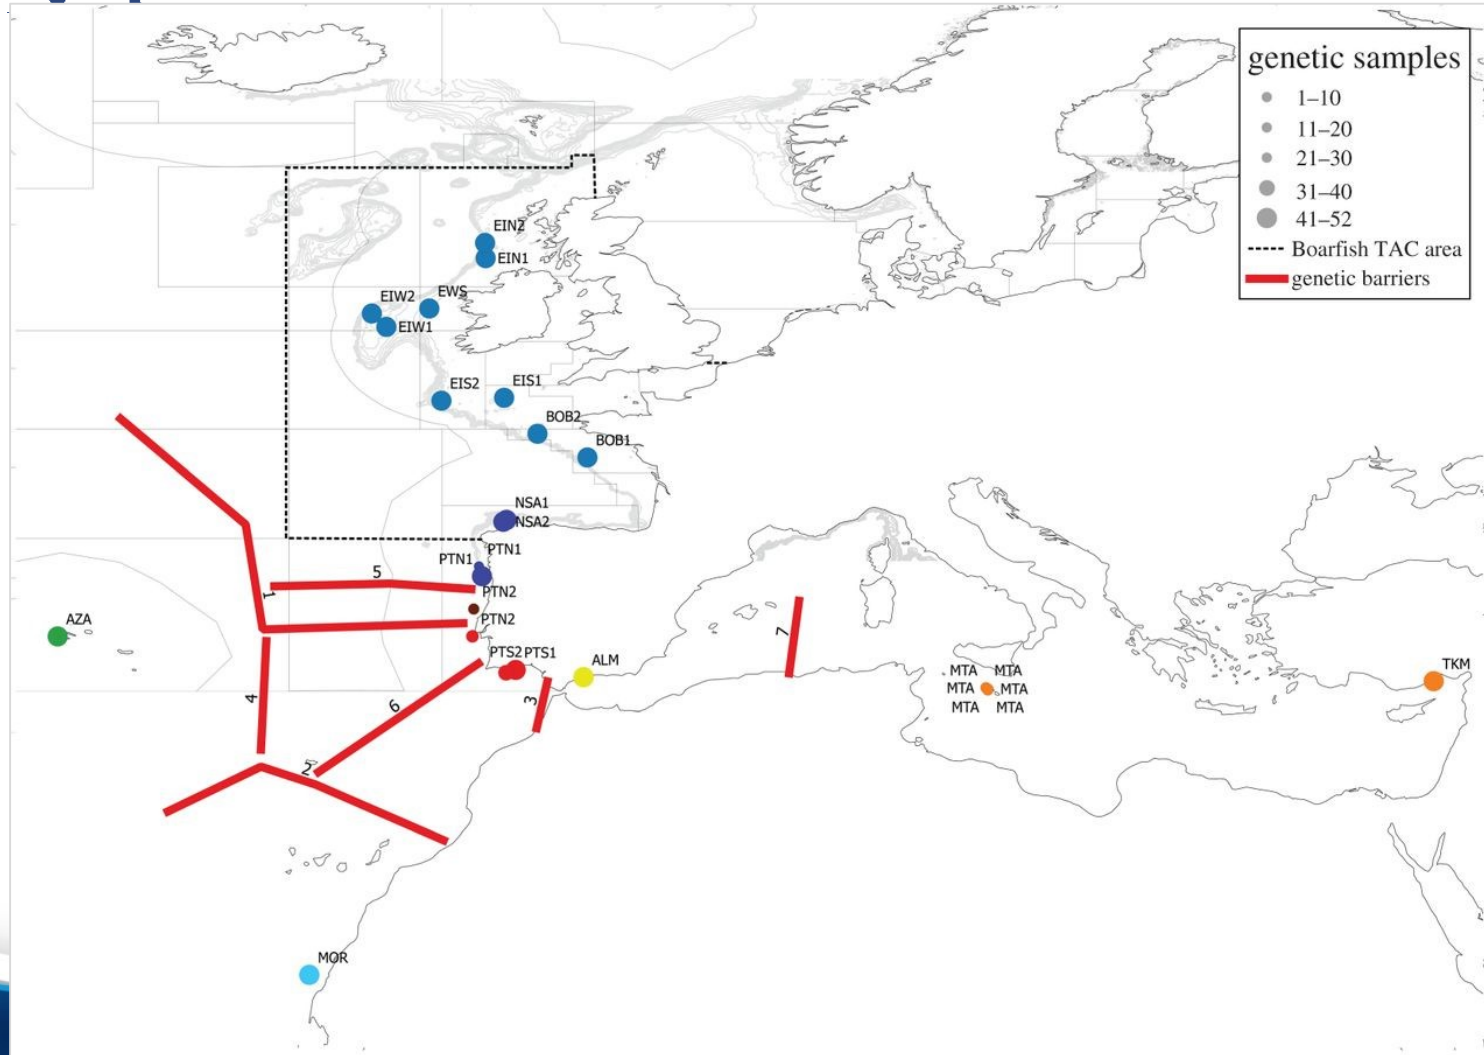 genetic samples
1–10
11–20
21–30
31–40
41–52
Boarfish TAC area
genetic barriers
EIN2
EIN1
EIW2
EWS
EIW1
EIS2
EIS1
BOB2
BOB1
NSA1
NSA2
PTN1
PTN1
5
PTN2
1
AZA
PTN2
7
PTS2
PTS1
ALM
MTA
MTA
TKM
4
3
MTA
MTA
6
MTA
MTA
2
MOR